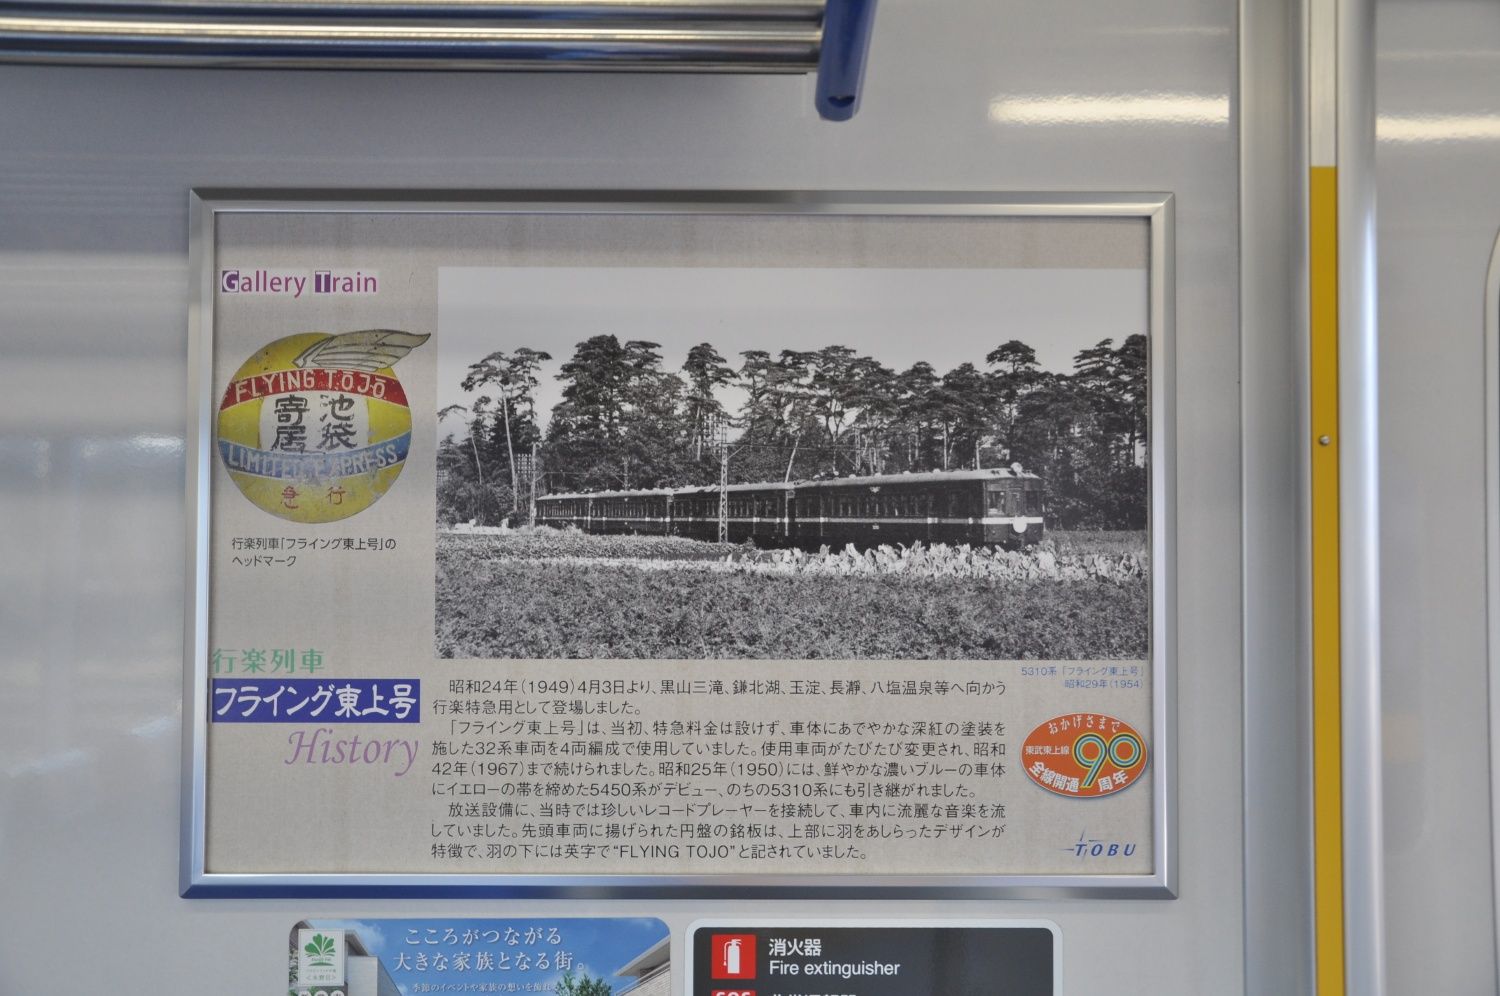 Gallery Train
FLYING TOJO
池袋
寄居
LIMITED EXPRESS
急行
行楽列車「フライング東上号」の
ヘッドマーク
行楽列車
フライング東上号
History
5310系「フライング東上号」
昭和29年(1954)
昭和24年(1949)4月3日より、黒山三滝、鎌北湖、玉淀、長瀞、八塩温泉等へ向かう
行楽特急用として登場しました。
「フライング東上号」は、当初、特急料金は設けず、車体にあでやかな深紅の塗装を
施した32系車両を4両編成で使用していました。使用車両がたびたび変更され、昭和
42年(1967)まで続けられました。昭和25年(1950)には、鮮やかな濃いブルーの車体
にイエローの帯を締めた5450系がデビュー、のちの5310系にも引き継がれました。
放送設備に、当時では珍しいレコードプレーヤーを接続して、車内に流麗な音楽を流
していました。先頭車両に掲げられた円盤の銘板は、上部に羽をあしらったデザインが
特徴で、羽の下には英字で“FLYING TOJO”と記されていました。
おかげさまで
東武東上線
90
全線開通 周年
TOBU
こころがつながる
大きな家族となる街。
季節のイベントや家族の想いを飾れ
消火器
Fire extinguisher
SOS